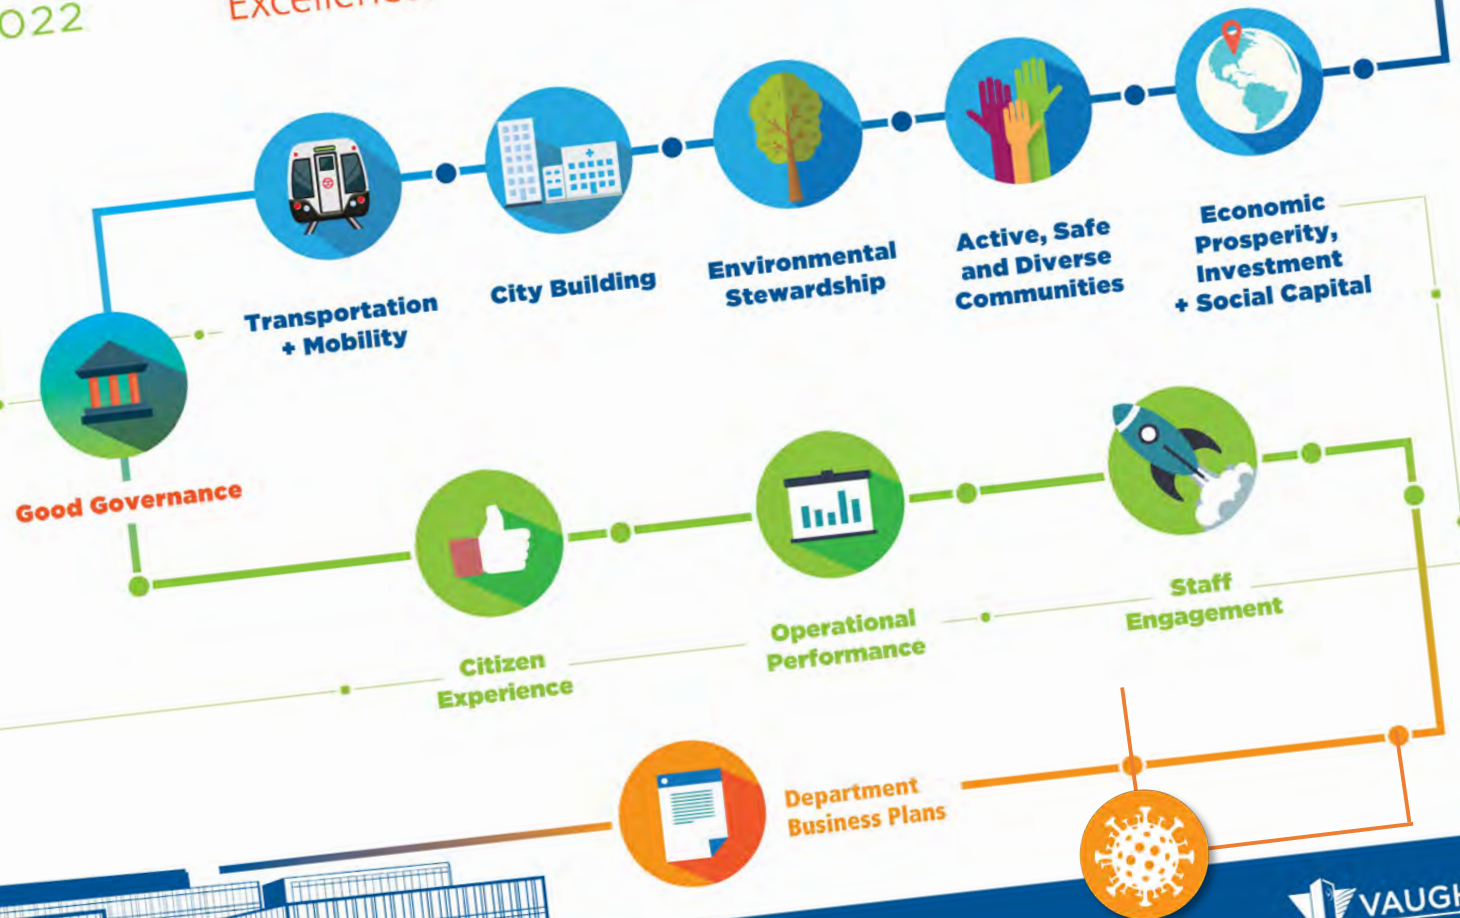 022
Transportation
+ Mobility
City Building
Environmental
Stewardship
Active, Safe
and Diverse
Communities
Economic
Prosperity,
Investment
+ Social Capital
Good Governance
Citizen
Experience
Operational
Performance
Staff
Engagement
Department
Business Plans
VAUGH